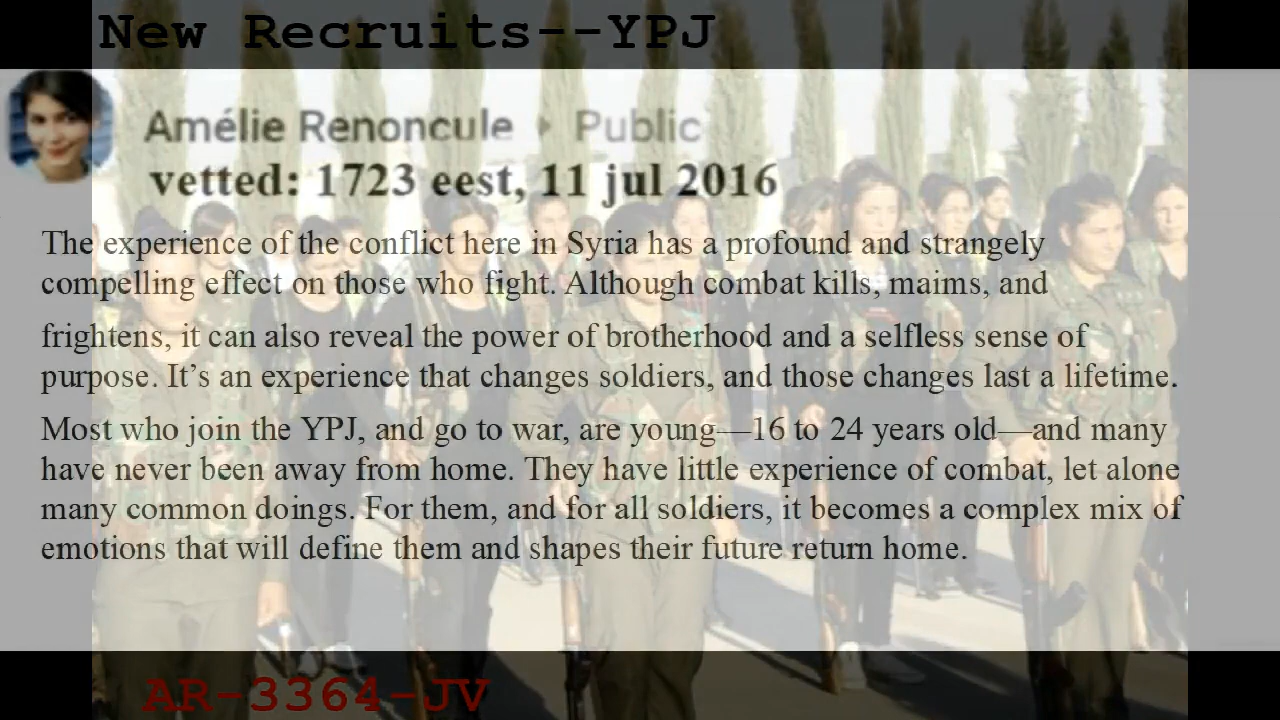 New Recruits--YPJ
Amélie Renoncule ▸ Public
vetted: 1723 eest, 11 jul 2016
The experience of the conflict here in Syria has a profound and strangely
compelling effect on those who fight. Although combat kills, maims, and
frightens, it can also reveal the power of brotherhood and a selfless sense of
purpose. It’s an experience that changes soldiers, and those changes last a lifetime.
Most who join the YPJ, and go to war, are young—16 to 24 years old—and many
have never been away from home. They have little experience of combat, let alone
many common doings. For them, and for all soldiers, it becomes a complex mix of
emotions that will define them and shapes their future return home.
AR-3364-JV